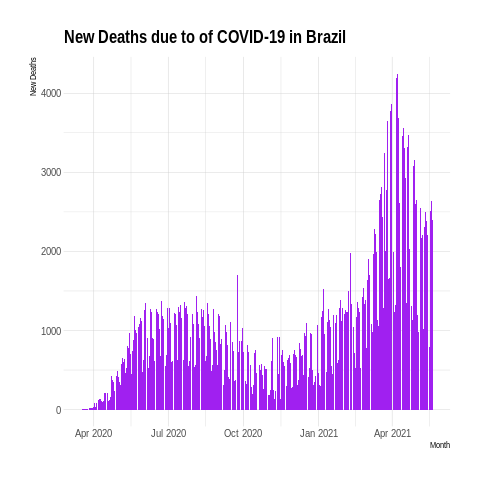 New Deaths due to of COVID-19 in Brazil
New Deaths
4000
3000
2000
1000
0
Apr 2020
Jul 2020
Oct 2020
Jan 2021
Apr 2021
Month